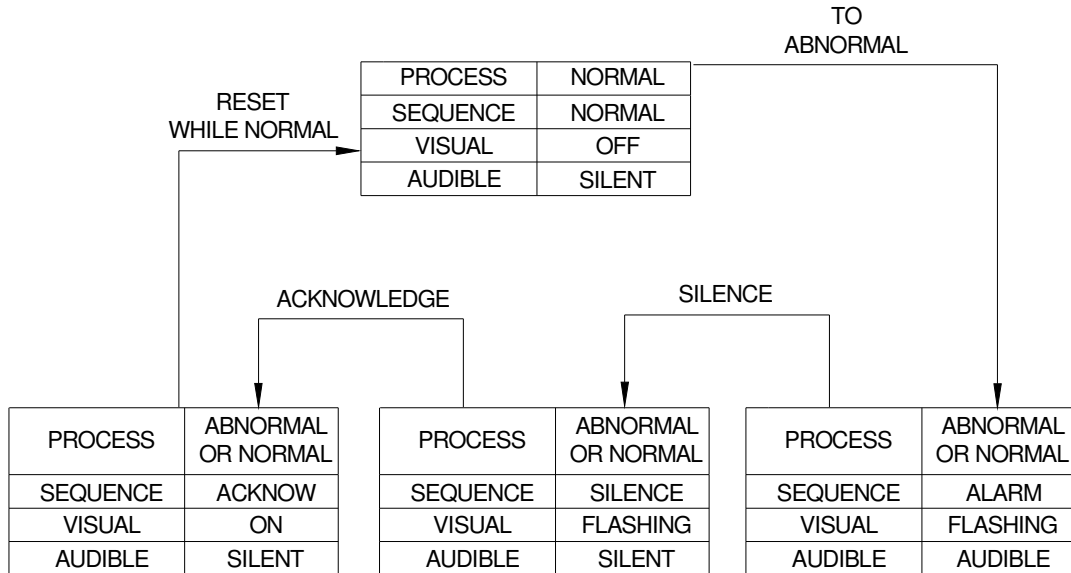 TO
ABNORMAL
PROCESS NORMAL
SEQUENCE NORMAL
VISUAL OFF
AUDIBLE SILENT
RESET
WHILE NORMAL
ACKNOWLEDGE
SILENCE
PROCESS ABNORMAL
OR NORMAL
SEQUENCE ACKNOW
VISUAL ON
AUDIBLE SILENT
PROCESS ABNORMAL
OR NORMAL
SEQUENCE SILENCE
VISUAL FLASHING
AUDIBLE SILENT
PROCESS ABNORMAL
OR NORMAL
SEQUENCE ALARM
VISUAL FLASHING
AUDIBLE AUDIBLE